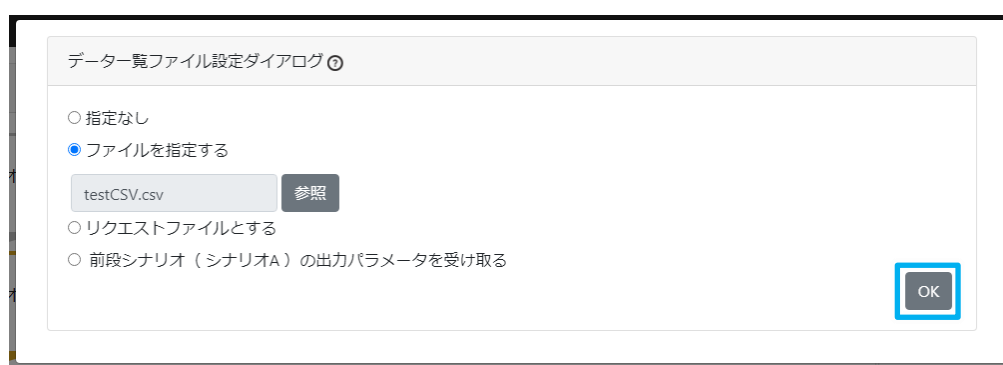 データ一覧ファイル設定ダイアログ
指定なし
ファイルを指定する
testCSV.csv 参照
リクエストファイルとする
前段シナリオ（シナリオA）の出力パラメータを受け取る
OK